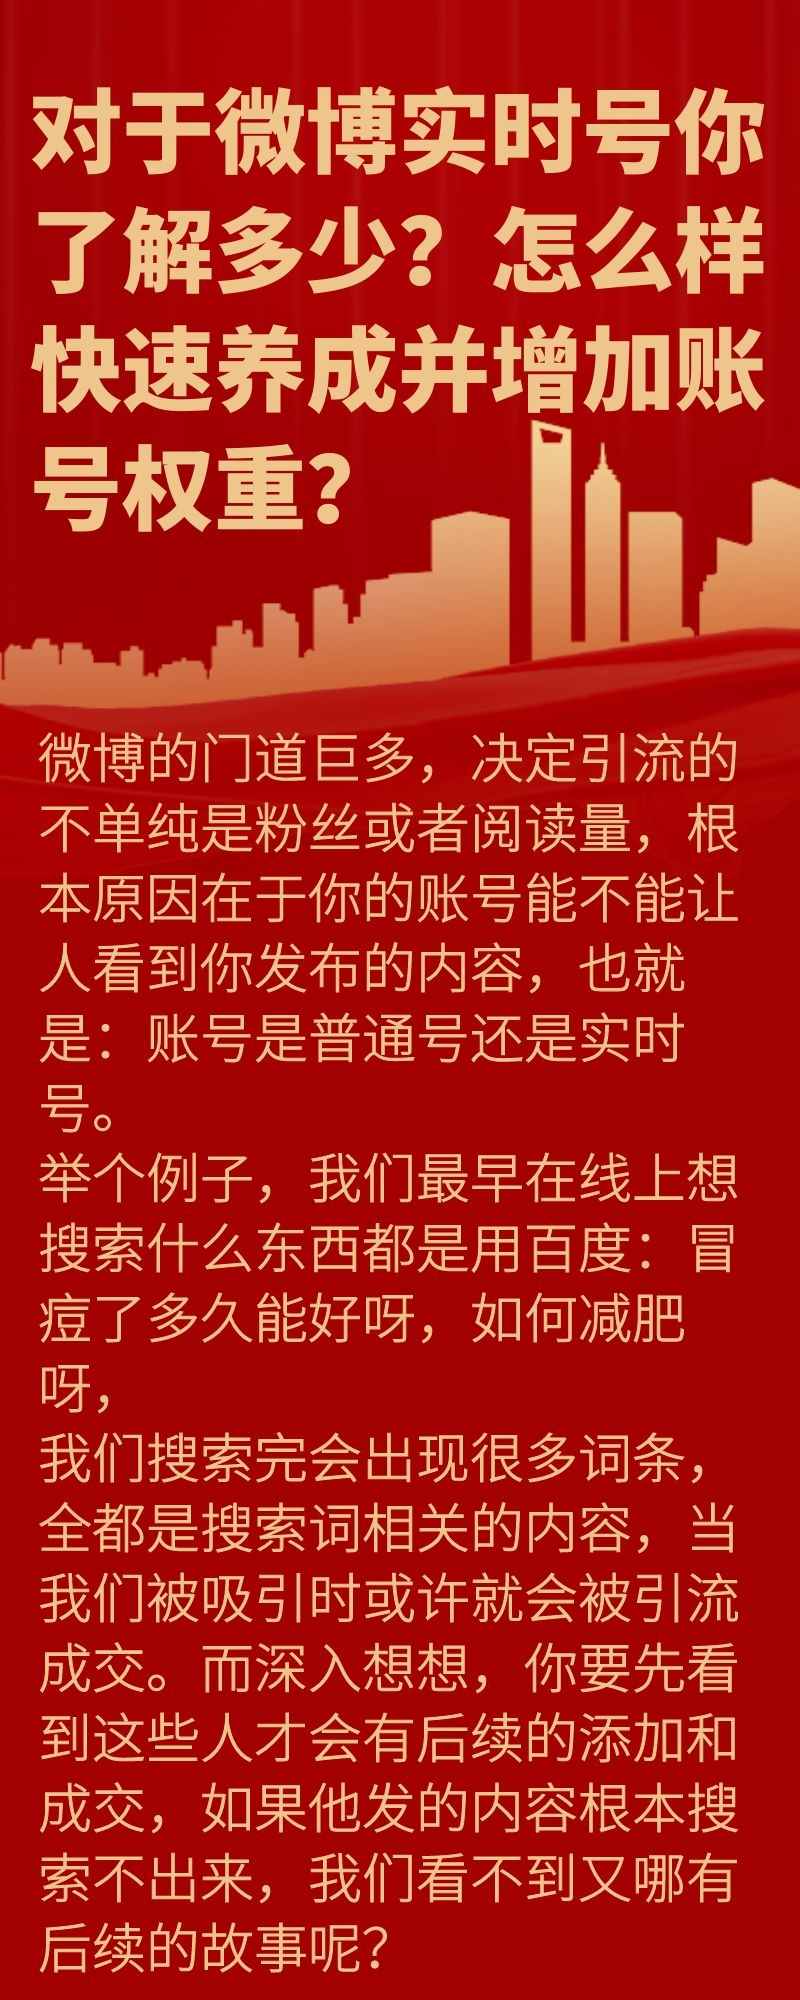 对于微博实时号你
了解多少？怎么样
快速养成并增加账
号权重？
微博的门道巨多，决定引流的
不单纯是粉丝或者阅读量，根
本原因在于你的账号能不能让
人看到你发布的内容，也就
是：账号是普通号还是实时
号。
举个例子，我们最早在线上想
搜索什么东西都是用百度：冒
痘了多久能好呀，如何减肥
呀，
我们搜索完会出现很多词条，
全都是搜索词相关的内容，当
我们被吸引时或许就会被引流
成交。而深入想想，你要先看
到这些人才会有后续的添加和
成交，如果他发的内容根本搜
索不出来，我们看不到又哪有
后续的故事呢？